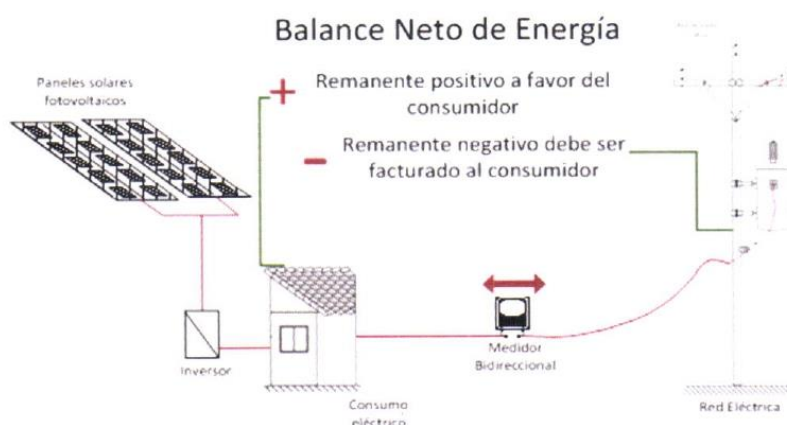 Balance Neto de Energía
Paneles solares
fotovoltaicos
+ Remanente positivo a favor del
consumidor
- Remanente negativo debe ser
facturado al consumidor
Inversor
Medidor
Bidireccional
Consumo
eléctrico
Red Eléctrica